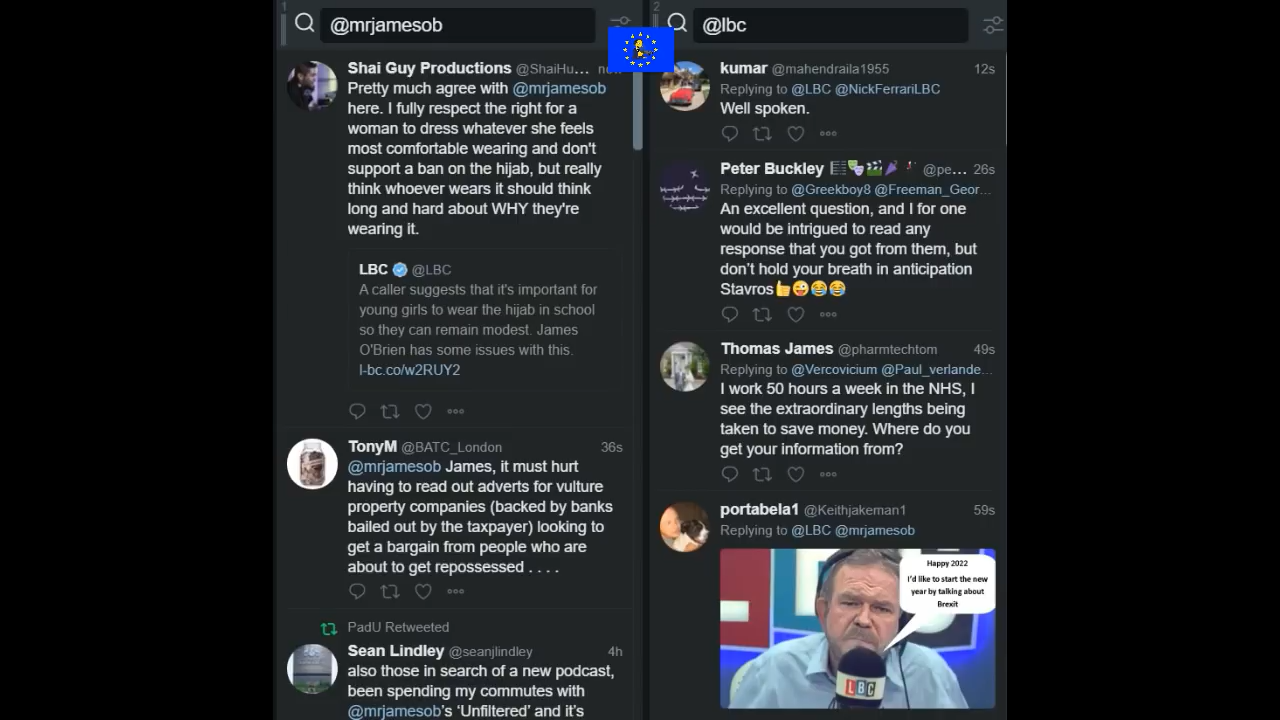 1
@mrjamesob
Shai Guy Productions @ShaiHu... now
Pretty much agree with @mrjamesob
here. I fully respect the right for a
woman to dress whatever she feels
most comfortable wearing and don't
support a ban on the hijab, but really
think whoever wears it should think
long and hard about WHY they're
wearing it.
LBC @LBC
A caller suggests that it's important for
young girls to wear the hijab in school
so they can remain modest. James
O'Brien has some issues with this.
l-bc.co/w2RUY2
TonyM @BATC_London 36s
@mrjamesob James, it must hurt
having to read out adverts for vulture
property companies (backed by banks
bailed out by the taxpayer) looking to
get a bargain from people who are
about to get repossessed . . . .
PadU Retweeted
Sean Lindley @seanjlindley 4h
also those in search of a new podcast,
been spending my commutes with
@mrjamesob's 'Unfiltered' and it's
2
@lbc
kumar @mahendraila1955 12s
Replying to @LBC @NickFerrariLBC
Well spoken.
Peter Buckley @pe... 26s
Replying to @Greekboy8 @Freeman_Geor...
An excellent question, and I for one
would be intrigued to read any
response that you got from them, but
don't hold your breath in anticipation
Stavros👍😜😂😂
Thomas James @pharmtechtom 49s
Replying to @Vercovicium @Paul_verlande...
I work 50 hours a week in the NHS, I
see the extraordinary lengths being
taken to save money. Where do you
get your information from?
portabela1 @Keithjakeman1 59s
Replying to @LBC @mrjamesob
Happy 2022
I'd like to start the new
year by talking about
Brexit
LBC